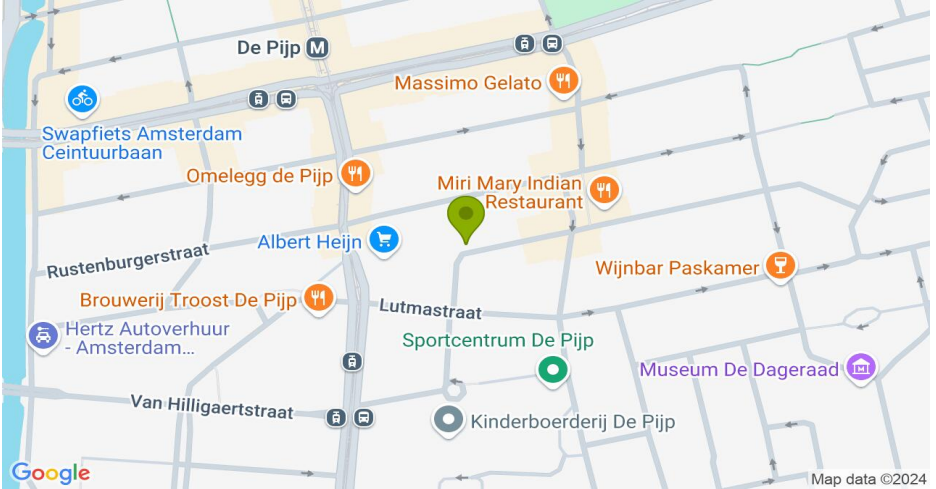 De Pijp M
Massimo Gelato
Swapfiets Amsterdam
Ceintuurbaan
Omelegg de Pijp
Miri Mary Indian
Restaurant
Albert Heijn
Rustenburgerstraat
Wijnbar Paskamer
Brouwerij Troost De Pijp
Lutmastraat
Hertz Autoverhuur
- Amsterdam...
Sportcentrum De Pijp
Museum De Dageraad
Van Hilligaertstraat
Kinderboerderij De Pijp
Google
Map data ©2024